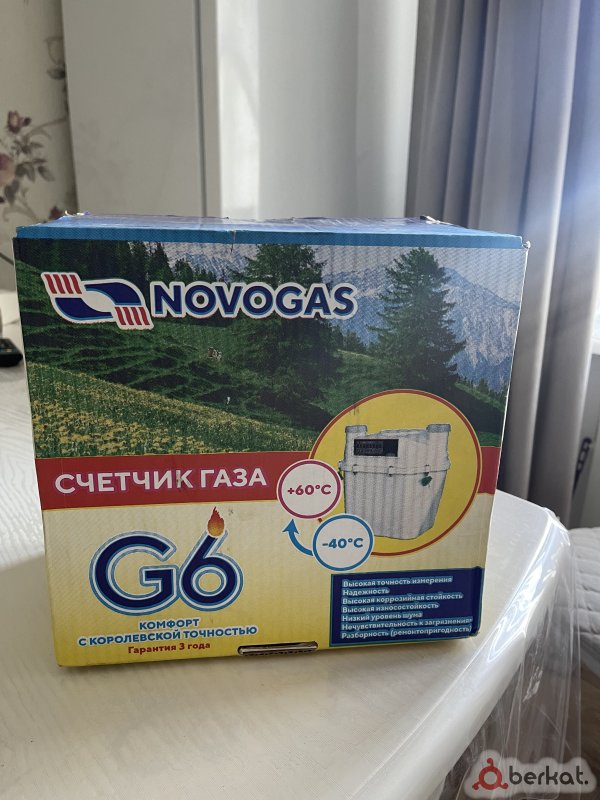 NOVOGAS
СЧЕТЧИК ГАЗА
+60°C
-40°C
G6
КОМФОРТ
С КОРОЛЕВСКОЙ ТОЧНОСТЬЮ
Гарантия 3 года
Высокая точность измерения
Надежность
Высокая коррозийная стойкость
Высокая износостойкость
Низкий уровень шума
Нечувствительность к загрязнениям
Разборность (ремонтопригодность)
berkat.